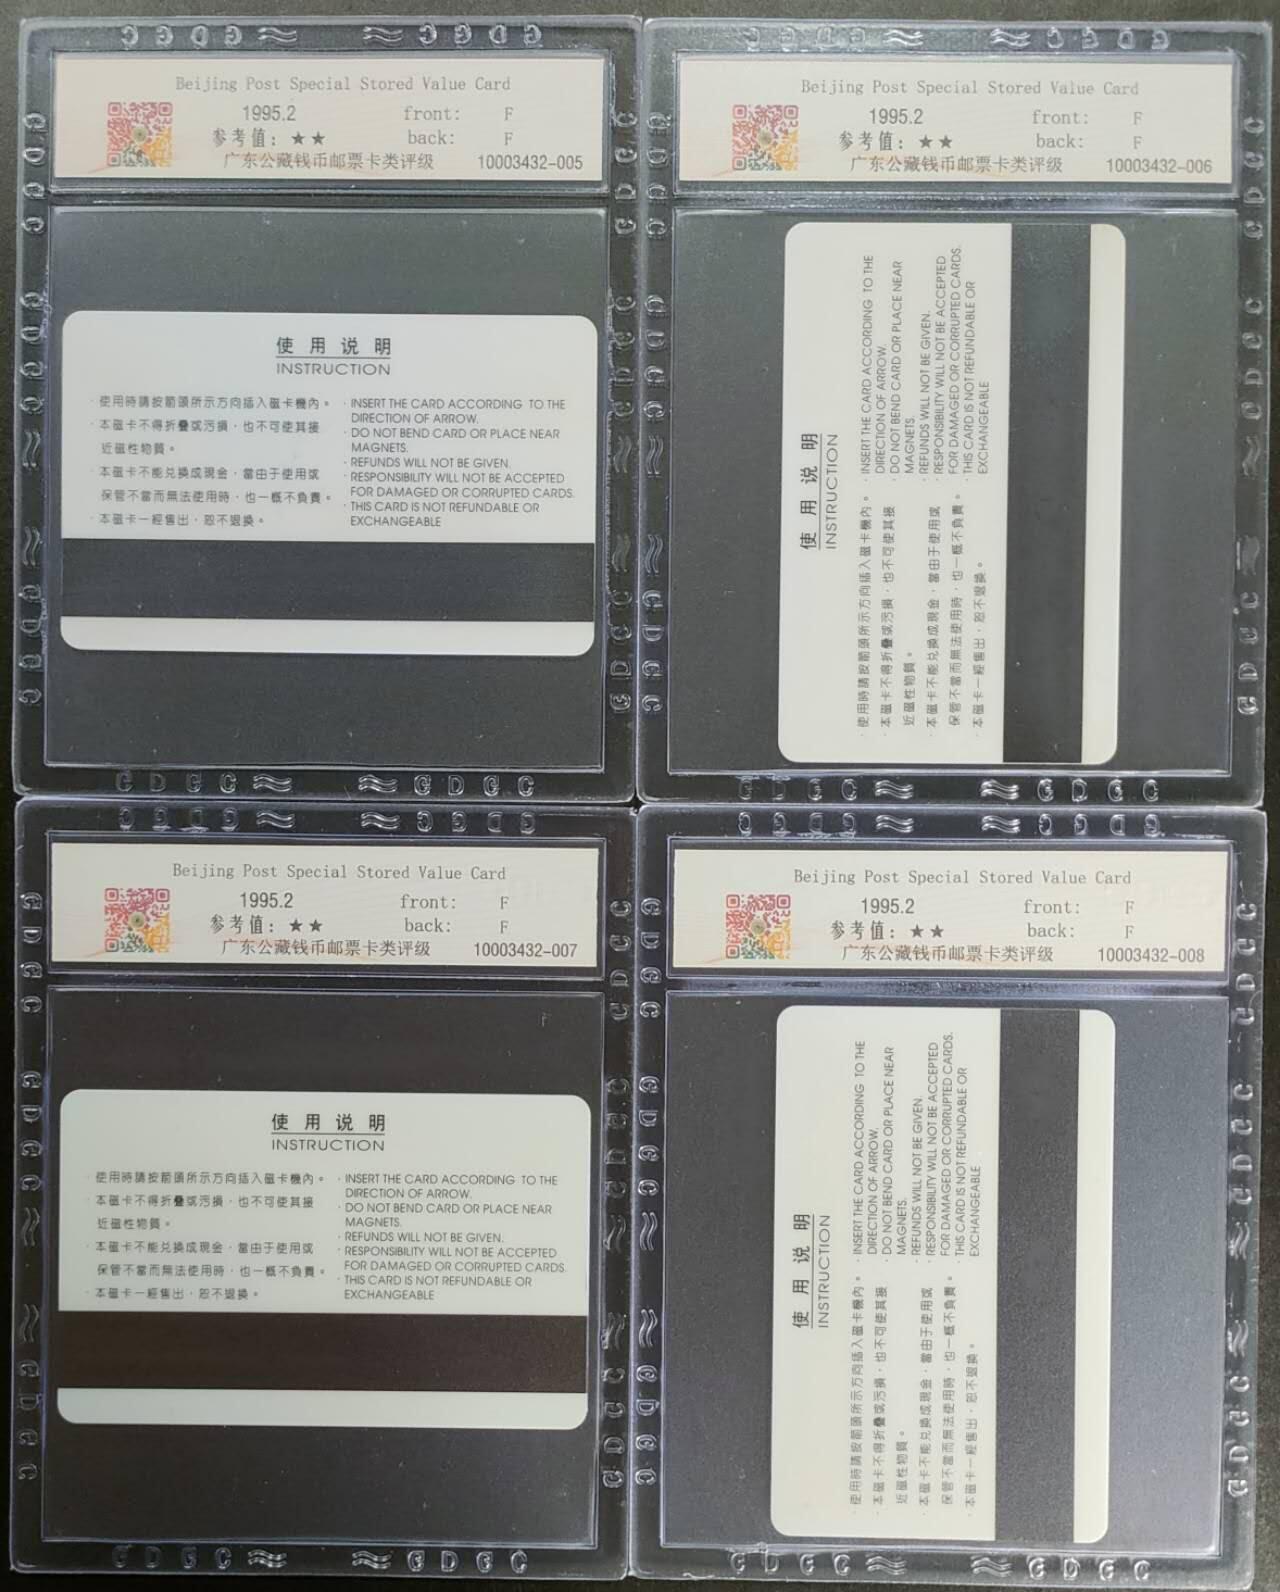 Beijing Post Special Stored Value Card
1995.2 front: F
参考值：★★ back: F
广东公藏钱币邮票卡类评级 10003432-005
使用说明
INSTRUCTION
·使用時請按箭頭所示方向插入磁卡機內。
·本磁卡不得折疊或污損，也不可使其接
近磁性物質。
·本磁卡不能兌換成現金，當由于使用或
保管不當而無法使用時，也一概不負責。
·本磁卡一經售出，恕不退換。
· INSERT THE CARD ACCORDING TO THE
DIRECTION OF ARROW.
· DO NOT BEND CARD OR PLACE NEAR
MAGNETS.
· REFUNDS WILL NOT BE GIVEN.
· RESPONSIBILITY WILL NOT BE ACCEPTED
FOR DAMAGED OR CORRUPTED CARDS.
· THIS CARD IS NOT REFUNDABLE OR
EXCHANGEABLE
Beijing Post Special Stored Value Card
1995.2 front: F
参考值：★★ back: F
广东公藏钱币邮票卡类评级 10003432-006
使用说明
INSTRUCTION
·使用時請按箭頭所示方向插入磁卡機內。
·本磁卡不得折疊或污損，也不可使其接
近磁性物質。
·本磁卡不能兌換成現金，當由于使用或
保管不當而無法使用時，也一概不負責。
·本磁卡一經售出，恕不退換。
· INSERT THE CARD ACCORDING TO THE
DIRECTION OF ARROW.
· DO NOT BEND CARD OR PLACE NEAR
MAGNETS.
· REFUNDS WILL NOT BE GIVEN.
· RESPONSIBILITY WILL NOT BE ACCEPTED
FOR DAMAGED OR CORRUPTED CARDS.
· THIS CARD IS NOT REFUNDABLE OR
EXCHANGEABLE
Beijing Post Special Stored Value Card
1995.2 front: F
参考值：★★ back: F
广东公藏钱币邮票卡类评级 10003432-007
使用说明
INSTRUCTION
·使用時請按箭頭所示方向插入磁卡機內。
·本磁卡不得折疊或污損，也不可使其接
近磁性物質。
·本磁卡不能兌換成現金，當由于使用或
保管不當而無法使用時，也一概不負責。
·本磁卡一經售出，恕不退換。
· INSERT THE CARD ACCORDING TO THE
DIRECTION OF ARROW.
· DO NOT BEND CARD OR PLACE NEAR
MAGNETS.
· REFUNDS WILL NOT BE GIVEN.
· RESPONSIBILITY WILL NOT BE ACCEPTED
FOR DAMAGED OR CORRUPTED CARDS.
· THIS CARD IS NOT REFUNDABLE OR
EXCHANGEABLE
Beijing Post Special Stored Value Card
1995.2 front: F
参考值：★★ back: F
广东公藏钱币邮票卡类评级 10003432-008
使用说明
INSTRUCTION
·使用時請按箭頭所示方向插入磁卡機內。
·本磁卡不得折疊或污損，也不可使其接
近磁性物質。
·本磁卡不能兌換成現金，當由于使用或
保管不當而無法使用時，也一概不負責。
·本磁卡一經售出，恕不退換。
· INSERT THE CARD ACCORDING TO THE
DIRECTION OF ARROW.
· DO NOT BEND CARD OR PLACE NEAR
MAGNETS.
· REFUNDS WILL NOT BE GIVEN.
· RESPONSIBILITY WILL NOT BE ACCEPTED
FOR DAMAGED OR CORRUPTED CARDS.
· THIS CARD IS NOT REFUNDABLE OR
EXCHANGEABLE